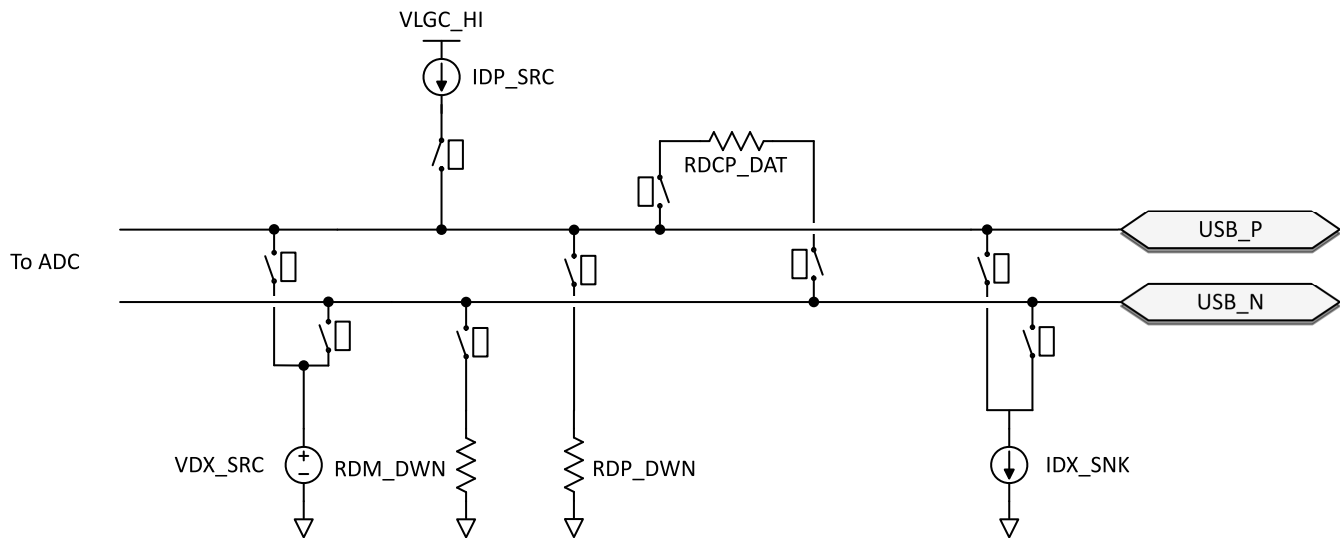 VLGC_HI
IDP_SRC
RDCP_DAT
USB_P
To ADC
USB_N
VDX_SRC
+
−
RDM_DWN
RDP_DWN
IDX_SNK